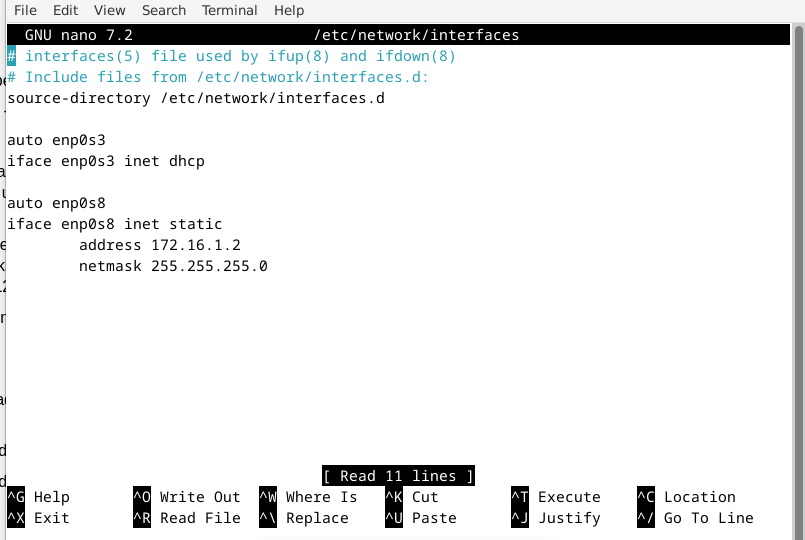 File Edit View Search Terminal Help
GNU nano 7.2 /etc/network/interfaces
# interfaces(5) file used by ifup(8) and ifdown(8)
# Include files from /etc/network/interfaces.d:
source-directory /etc/network/interfaces.d
auto enp0s3
iface enp0s3 inet dhcp
auto enp0s8
iface enp0s8 inet static
address 172.16.1.2
netmask 255.255.255.0
[ Read 11 lines ]
^G Help ^O Write Out ^W Where Is ^K Cut ^T Execute ^C Location
^X Exit ^R Read File ^\ Replace ^U Paste ^J Justify ^/ Go To Line